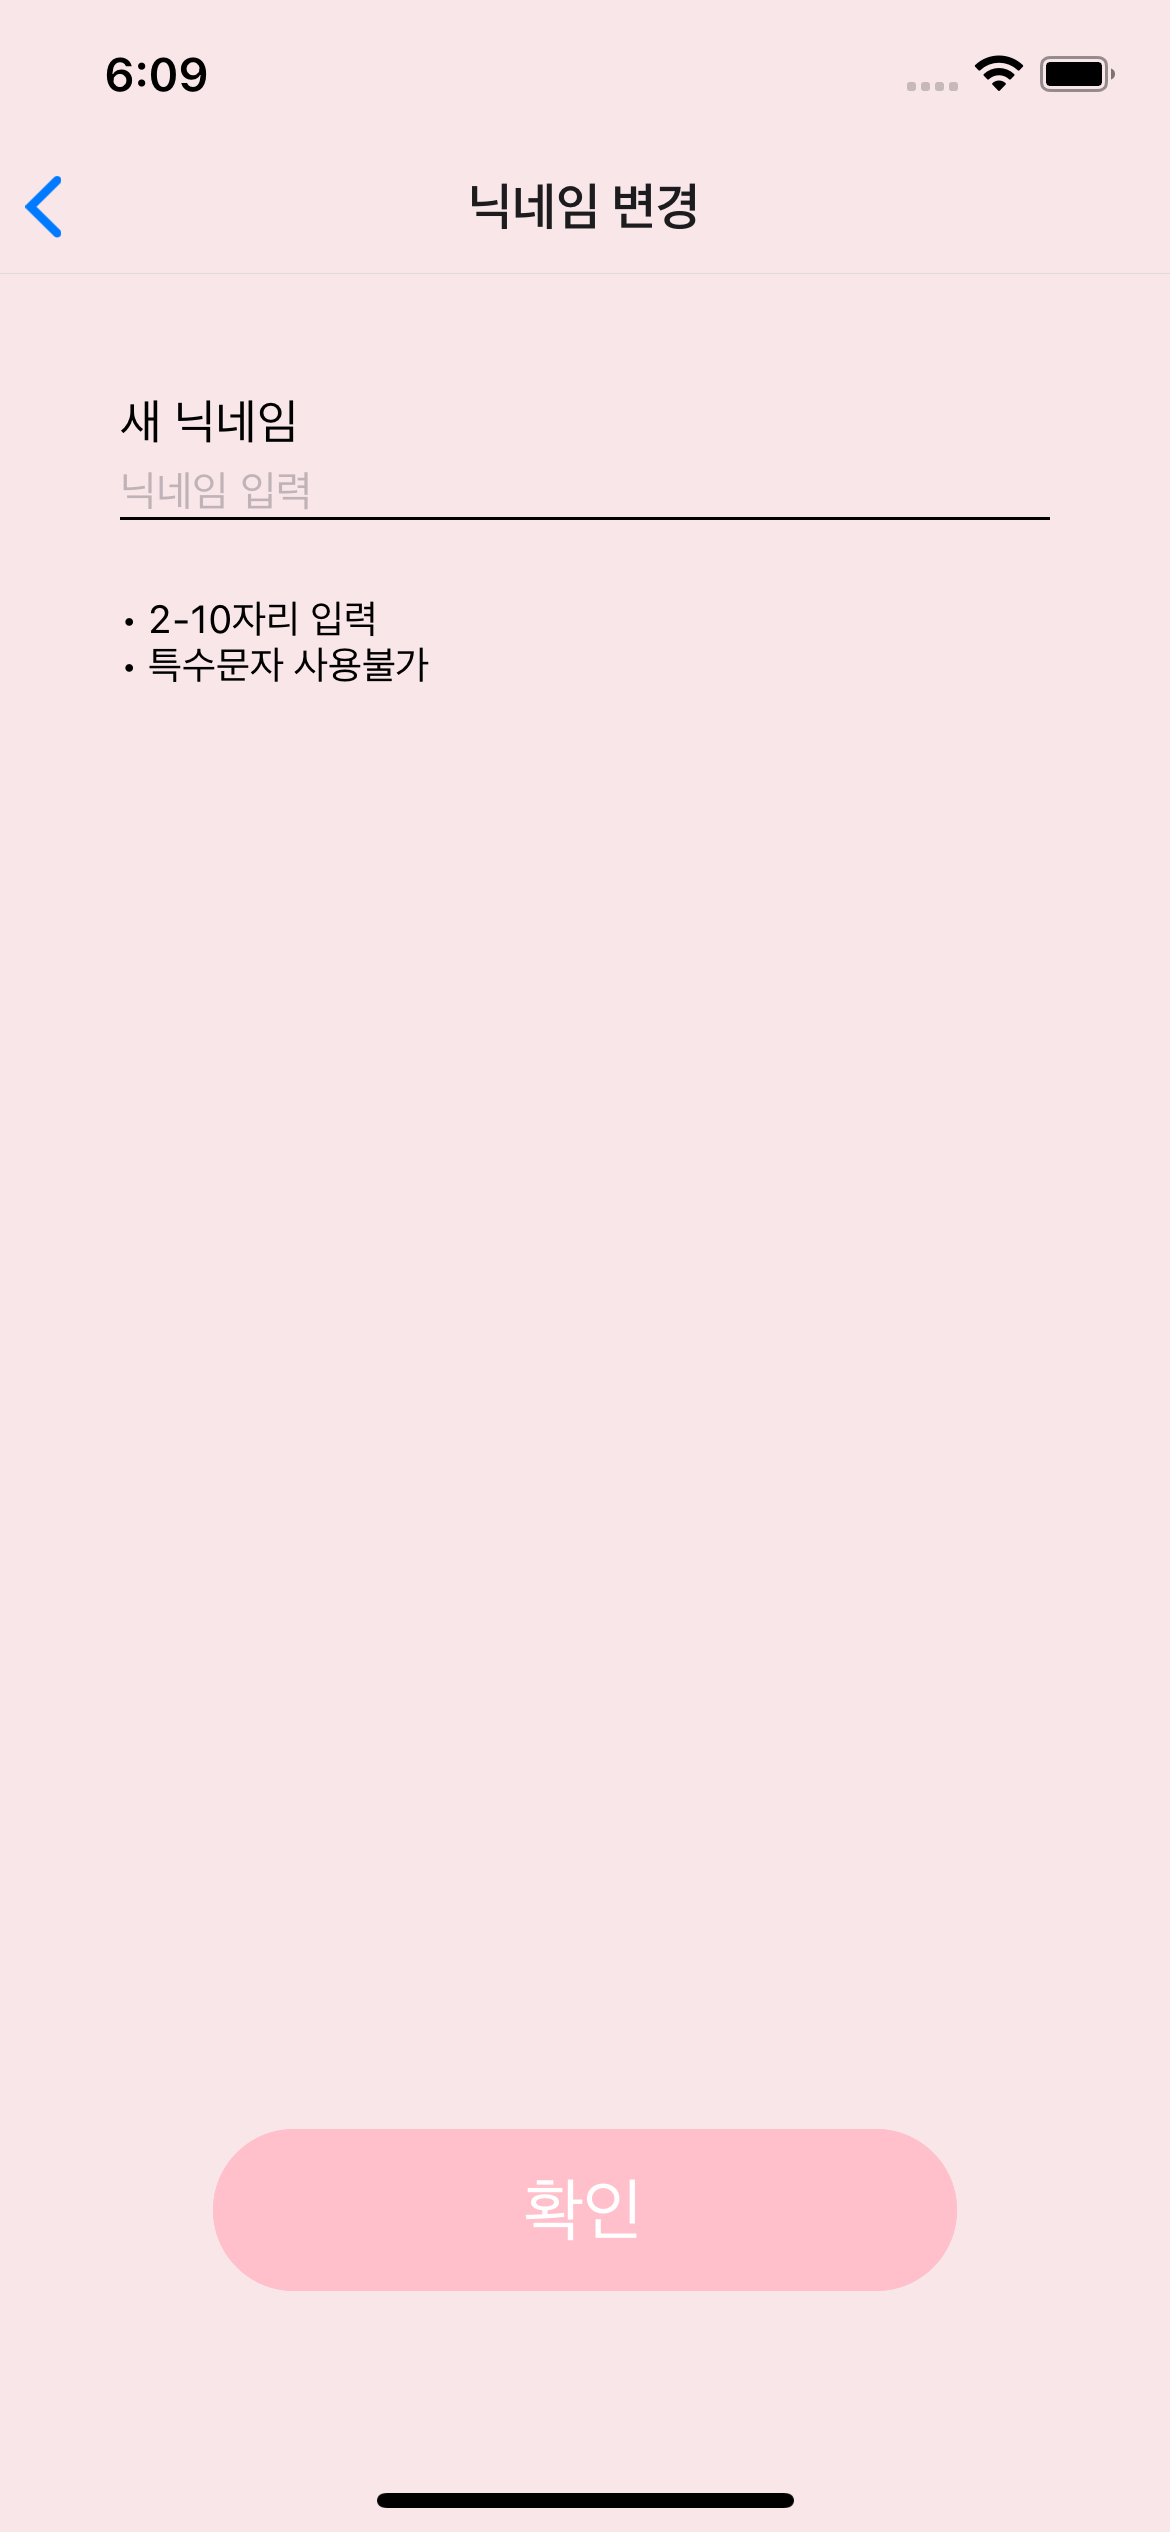 6:09
닉네임 변경
새 닉네임
닉네임 입력
• 2-10자리 입력
• 특수문자 사용불가
확인